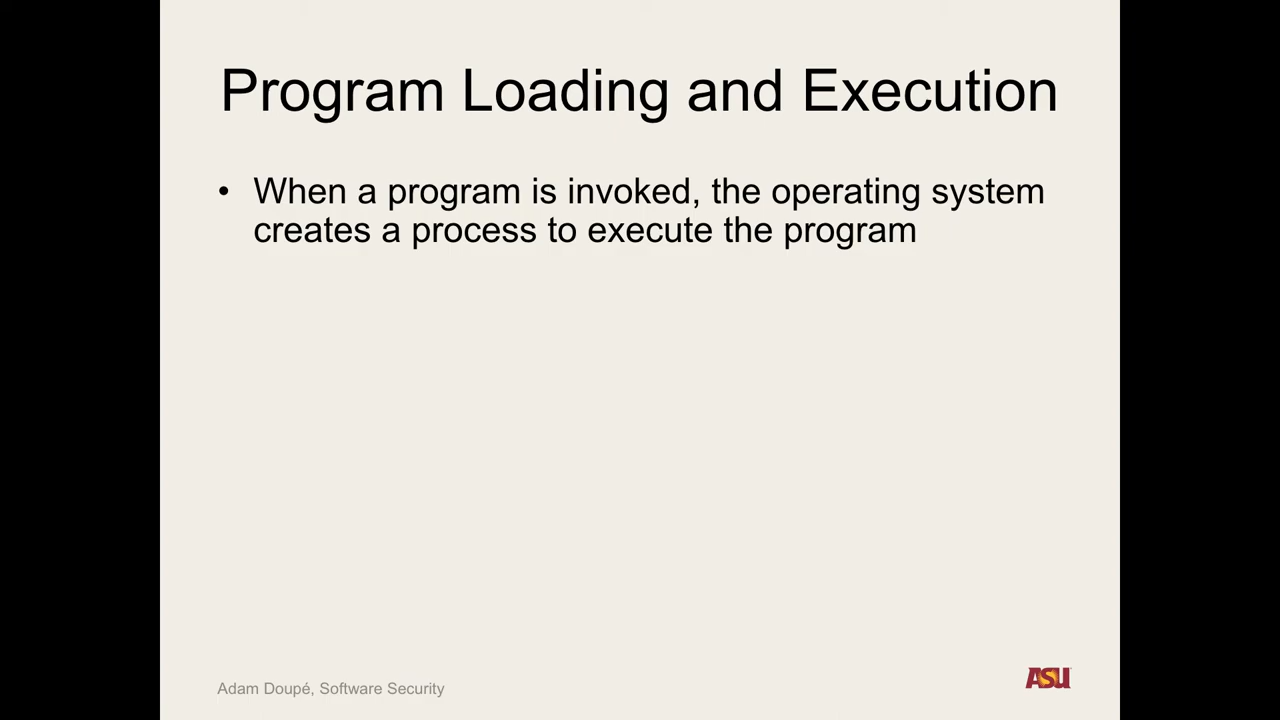 Program Loading and Execution
• When a program is invoked, the operating system
creates a process to execute the program
Adam Doupé, Software Security
ASU